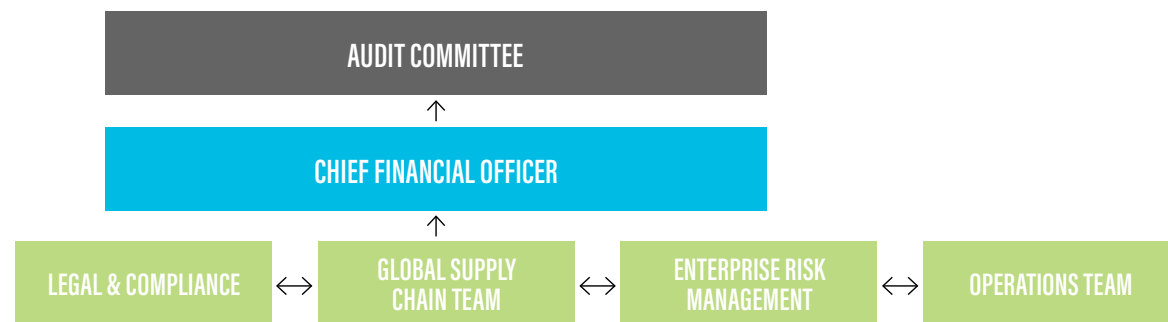 AUDIT COMMITTEE
CHIEF FINANCIAL OFFICER
LEGAL & COMPLIANCE
GLOBAL SUPPLY
CHAIN TEAM
ENTERPRISE RISK
MANAGEMENT
OPERATIONS TEAM